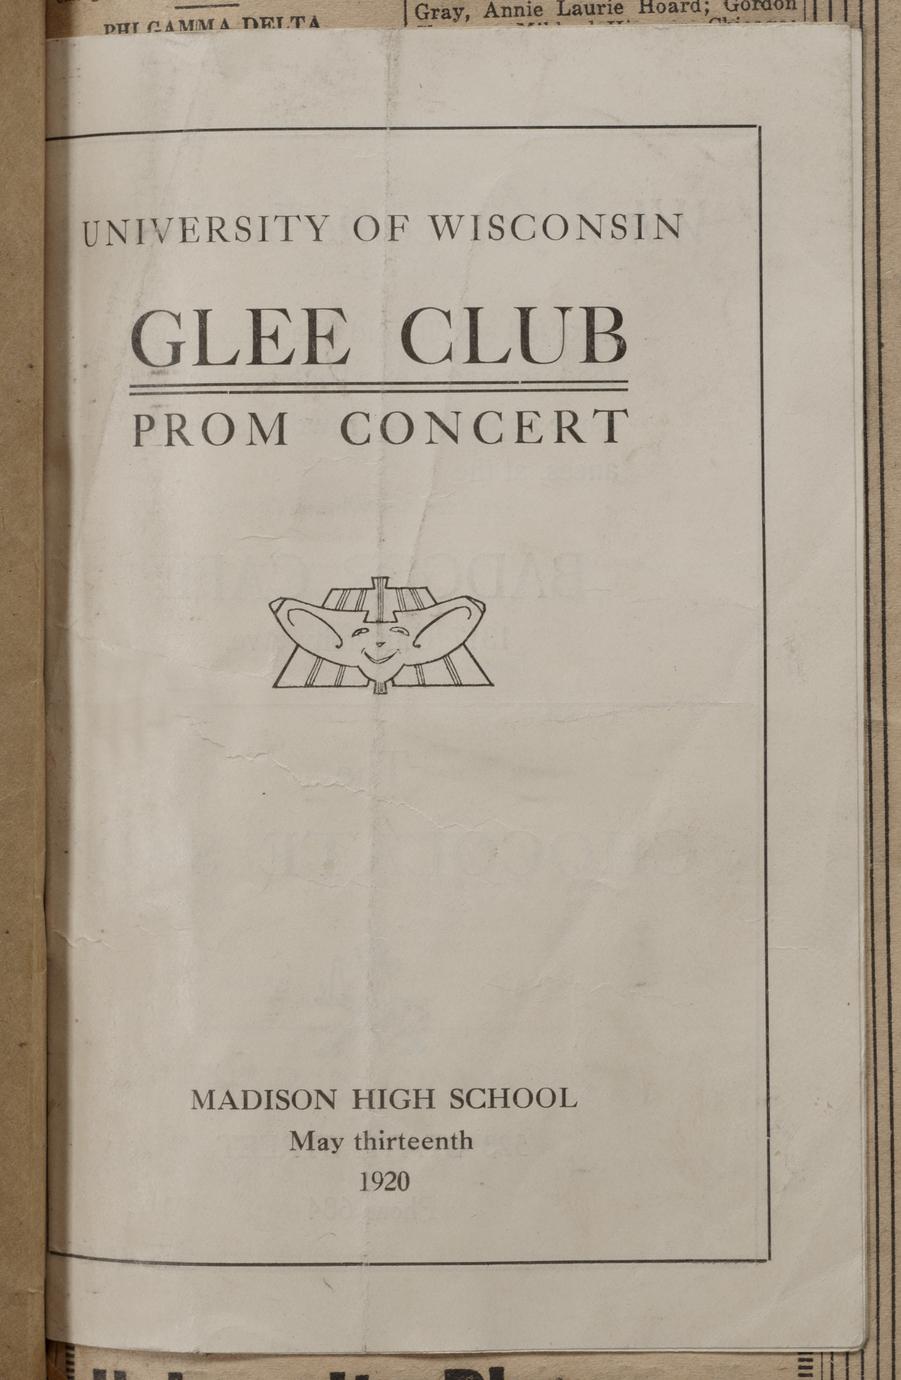 PHI GAMMA DELTA
Gray, Annie Laurie Hoard; Gordon
UNIVERSITY OF WISCONSIN
GLEE CLUB
PROM CONCERT
MADISON HIGH SCHOOL
May thirteenth
1920